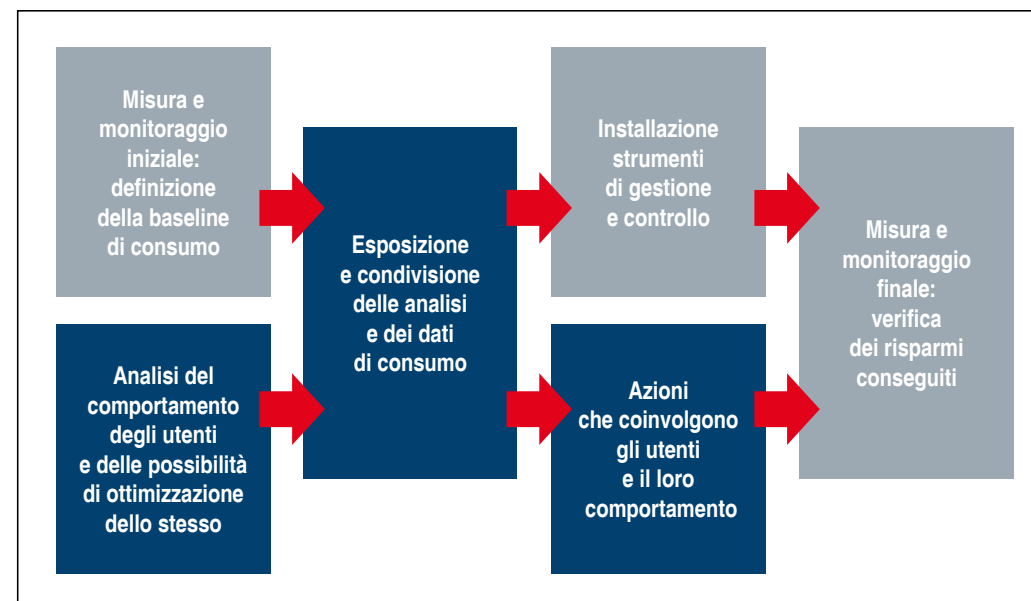 Misura e
monitoraggio
iniziale:
definizione
della baseline
di consumo
Analisi del
comportamento
degli utenti
e delle possibilità
di ottimizzazione
dello stesso
Esposizione
e condivisione
delle analisi
e dei dati
di consumo
Installazione
strumenti
di gestione
e controllo
Azioni
che coinvolgono
gli utenti
e il loro
comportamento
Misura e
monitoraggio
finale:
verifica
dei risparmi
conseguiti